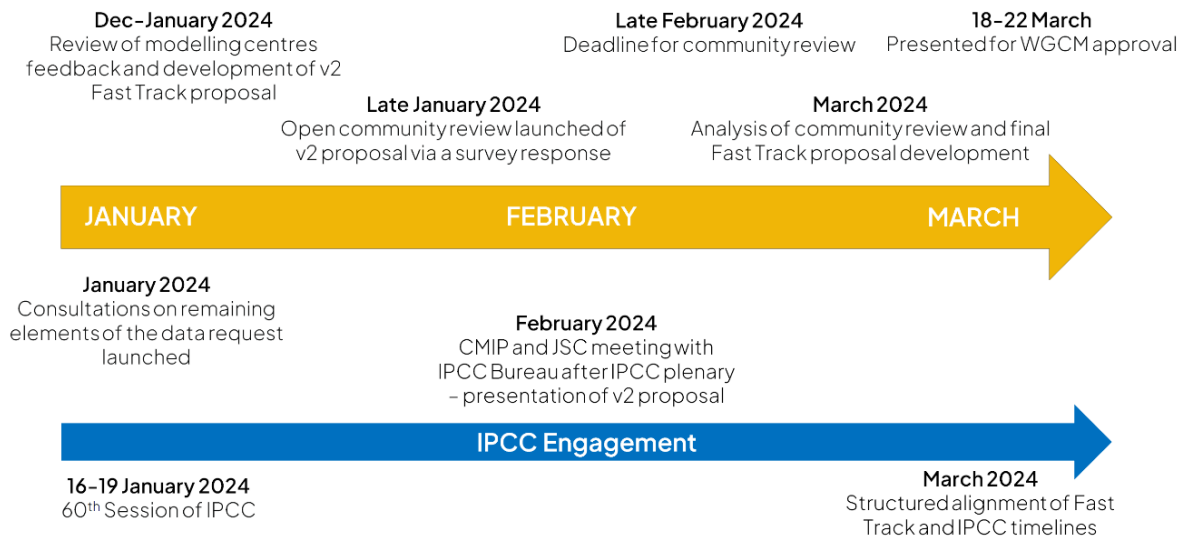 Dec-January 2024
Review of modelling centres
feedback and development of v2
Fast Track proposal
Late January 2024
Open community review launched of
v2 proposal via a survey response
Late February 2024
Deadline for community review
March 2024
Analysis of community review and final
Fast Track proposal development
18-22 March
Presented for WGCM approval
JANUARY
FEBRUARY
MARCH
January 2024
Consultations on remaining
elements of the data request
launched
February 2024
CMIP and JSC meeting with
IPCC Bureau after IPCC plenary
– presentation of v2 proposal
IPCC Engagement
16-19 January 2024
60th Session of IPCC
March 2024
Structured alignment of Fast
Track and IPCC timelines